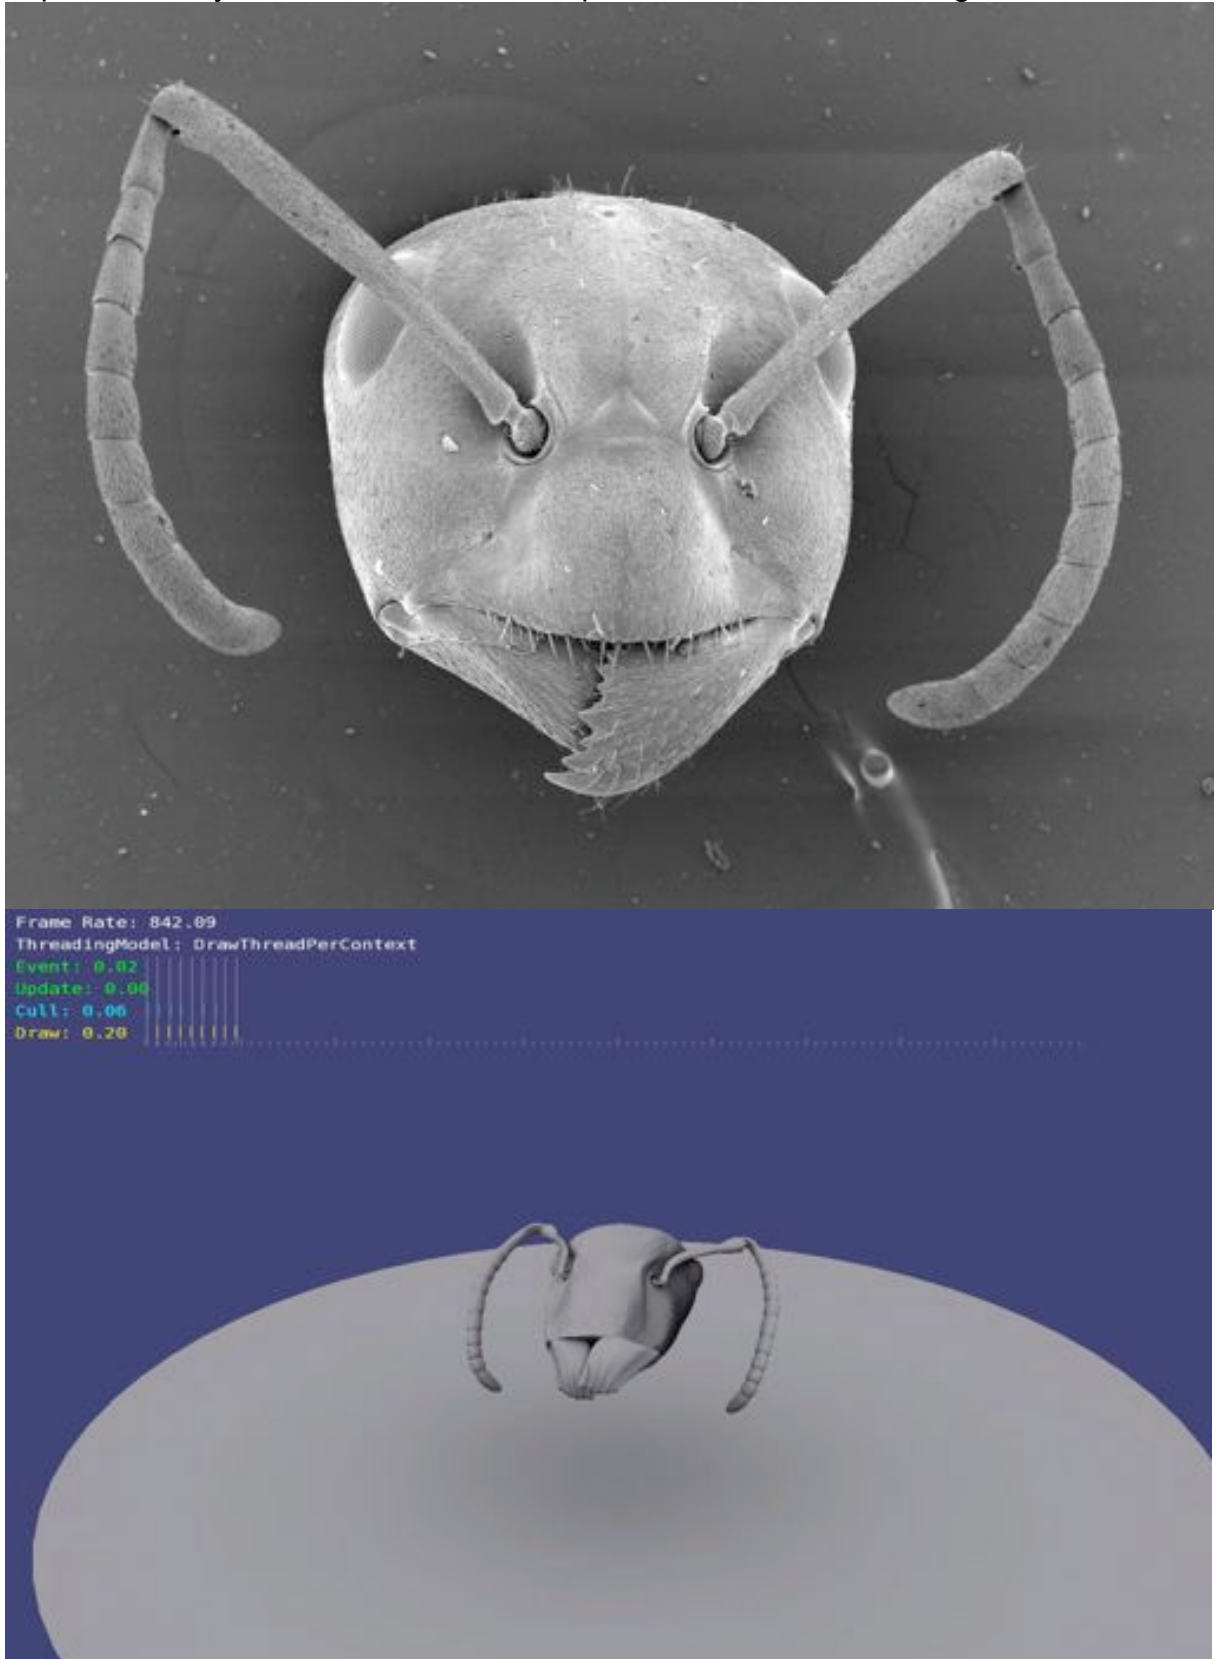 Frame Rate: 842.09
ThreadingModel: DrawThreadPerContext
Event: 0.02
Update: 0.00
Cull: 0.06
Draw: 0.20